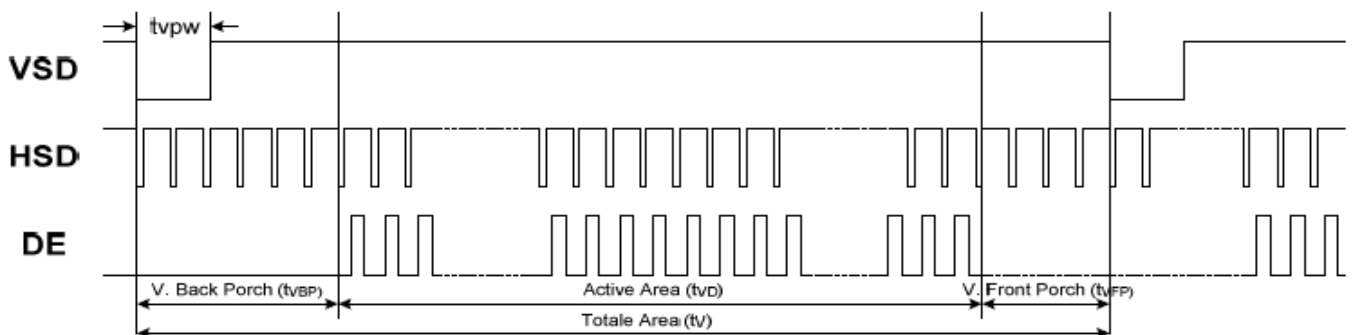 tvpw
VSD
HSD
DE
V. Back Porch (tVBP) Active Area (tVD) V. Front Porch (tVFP)
Totale Area (tV)